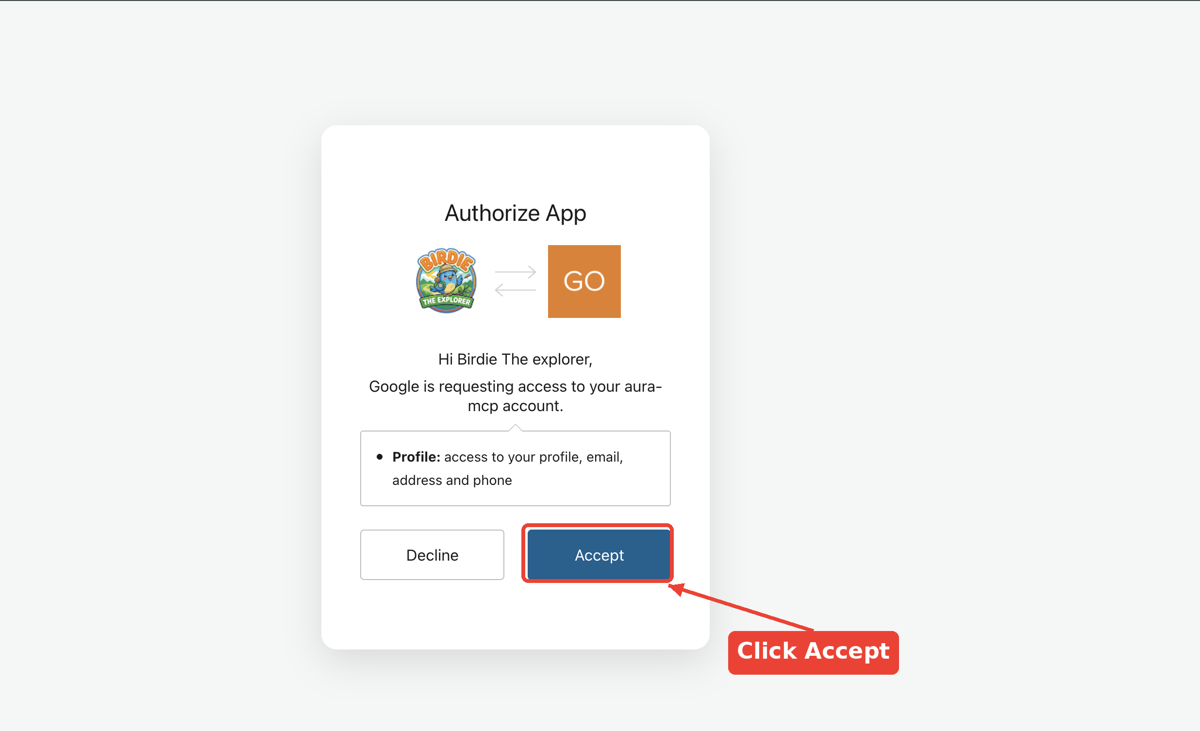 Authorize App
BIRDIE
THE EXPLORER
GO
Hi Birdie The explorer,
Google is requesting access to your aura-
mcp account.
• Profile: access to your profile, email,
address and phone
Decline
Accept
Click Accept